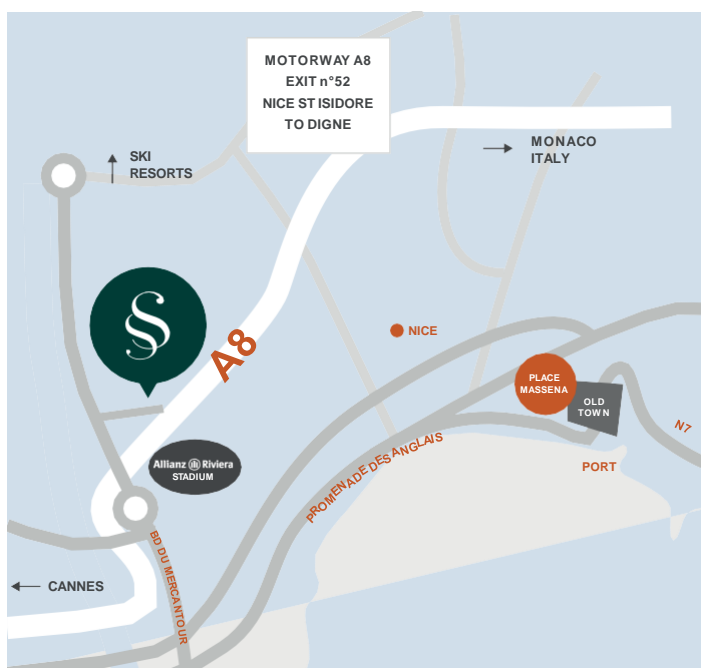 MOTORWAY A8
EXIT n°52
NICE ST ISIDORE
TO DIGNE
SKI
RESORTS
MONACO
ITALY
A8
NICE
PLACE
MASSENA
OLD
TOWN
N7
PORT
PROMENADE DES ANGLAIS
Allianz Riviera
STADIUM
BD DU MERCANTOUR
CANNES